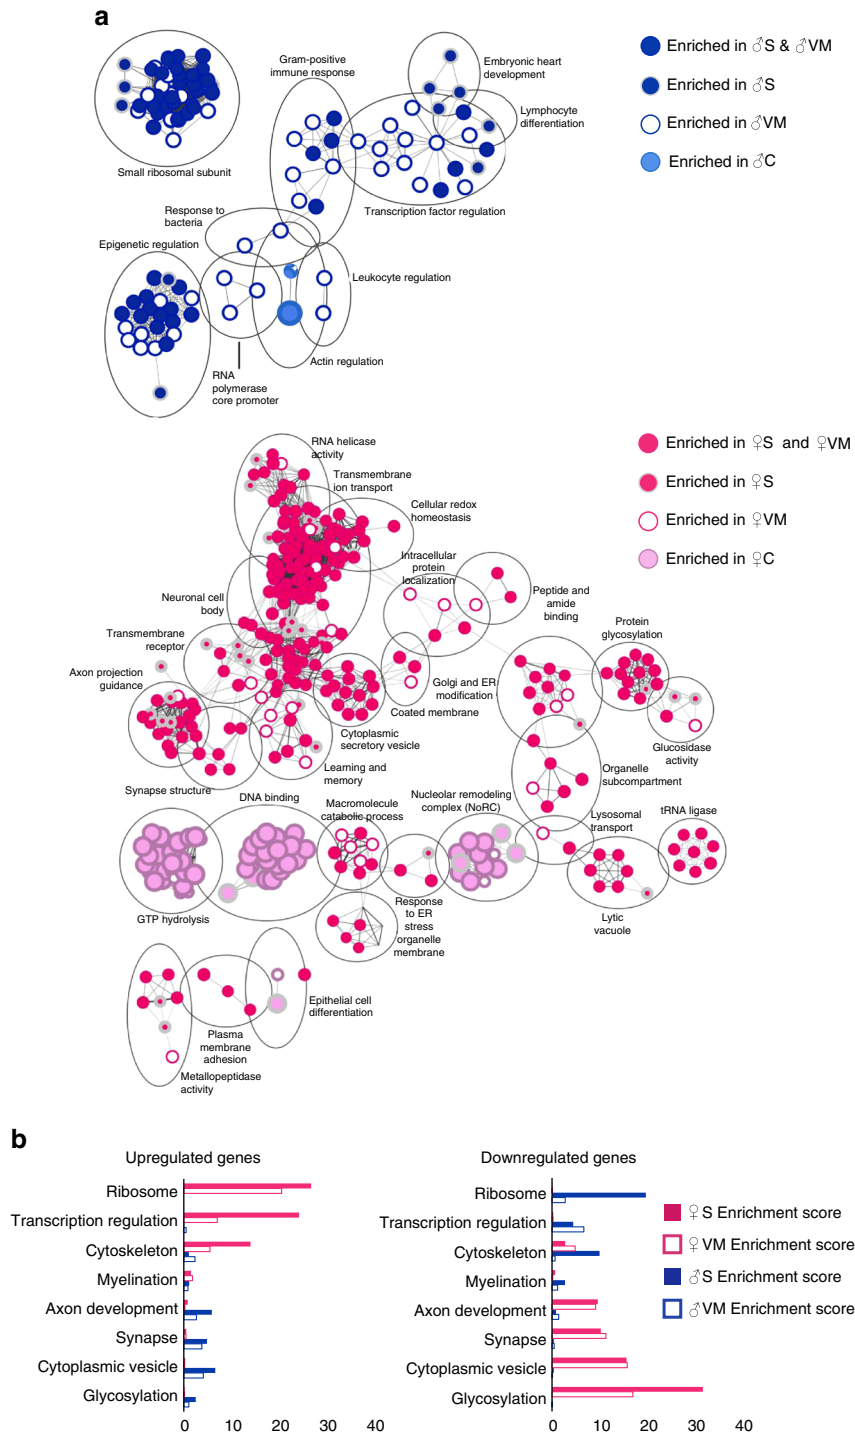 a
Gram-positive
immune response
Embryonic heart
development
Lymphocyte
differentiation
Small ribosomal subunit
Transcription factor regulation
Response to
bacteria
Epigenetic regulation
Leukocyte regulation
Actin regulation
RNA
polymerase
core promoter
Enriched in ♂S & ♂VM
Enriched in ♂S
Enriched in ♂VM
Enriched in ♂C
RNA helicase
activity
Transmembrane
ion transport
Cellular redox
homeostasis
Intracellular
protein
localization
Peptide and
amide
binding
Neuronal cell
body
Transmembrane
receptor
Axon projection
guidance
Protein
glycosylation
Golgi and ER
modification
Coated membrane
Cytoplasmic
secretory vesicle
Glucosidase
activity
Learning and
memory
Synapse structure
Organelle
subcompartment
DNA binding
Macromolecule
catabolic process
Nucleolar remodeling
complex (NoRC)
Lysosomal
transport
tRNA ligase
GTP hydrolysis
Response
to ER
stress
organelle
membrane
Lytic
vacuole
Epithelial cell
differentiation
Plasma
membrane
adhesion
Metallopeptidase
activity
Enriched in ♀S and ♀VM
Enriched in ♀S
Enriched in ♀VM
Enriched in ♀C
b
Upregulated genes
Ribosome
Transcription regulation
Cytoskeleton
Myelination
Axon development
Synapse
Cytoplasmic vesicle
Glycosylation
0 10 20 30 40
Downregulated genes
Ribosome
Transcription regulation
Cytoskeleton
Myelination
Axon development
Synapse
Cytoplasmic vesicle
Glycosylation
0 10 20 30 40
♀S Enrichment score
♀VM Enrichment score
♂S Enrichment score
♂VM Enrichment score